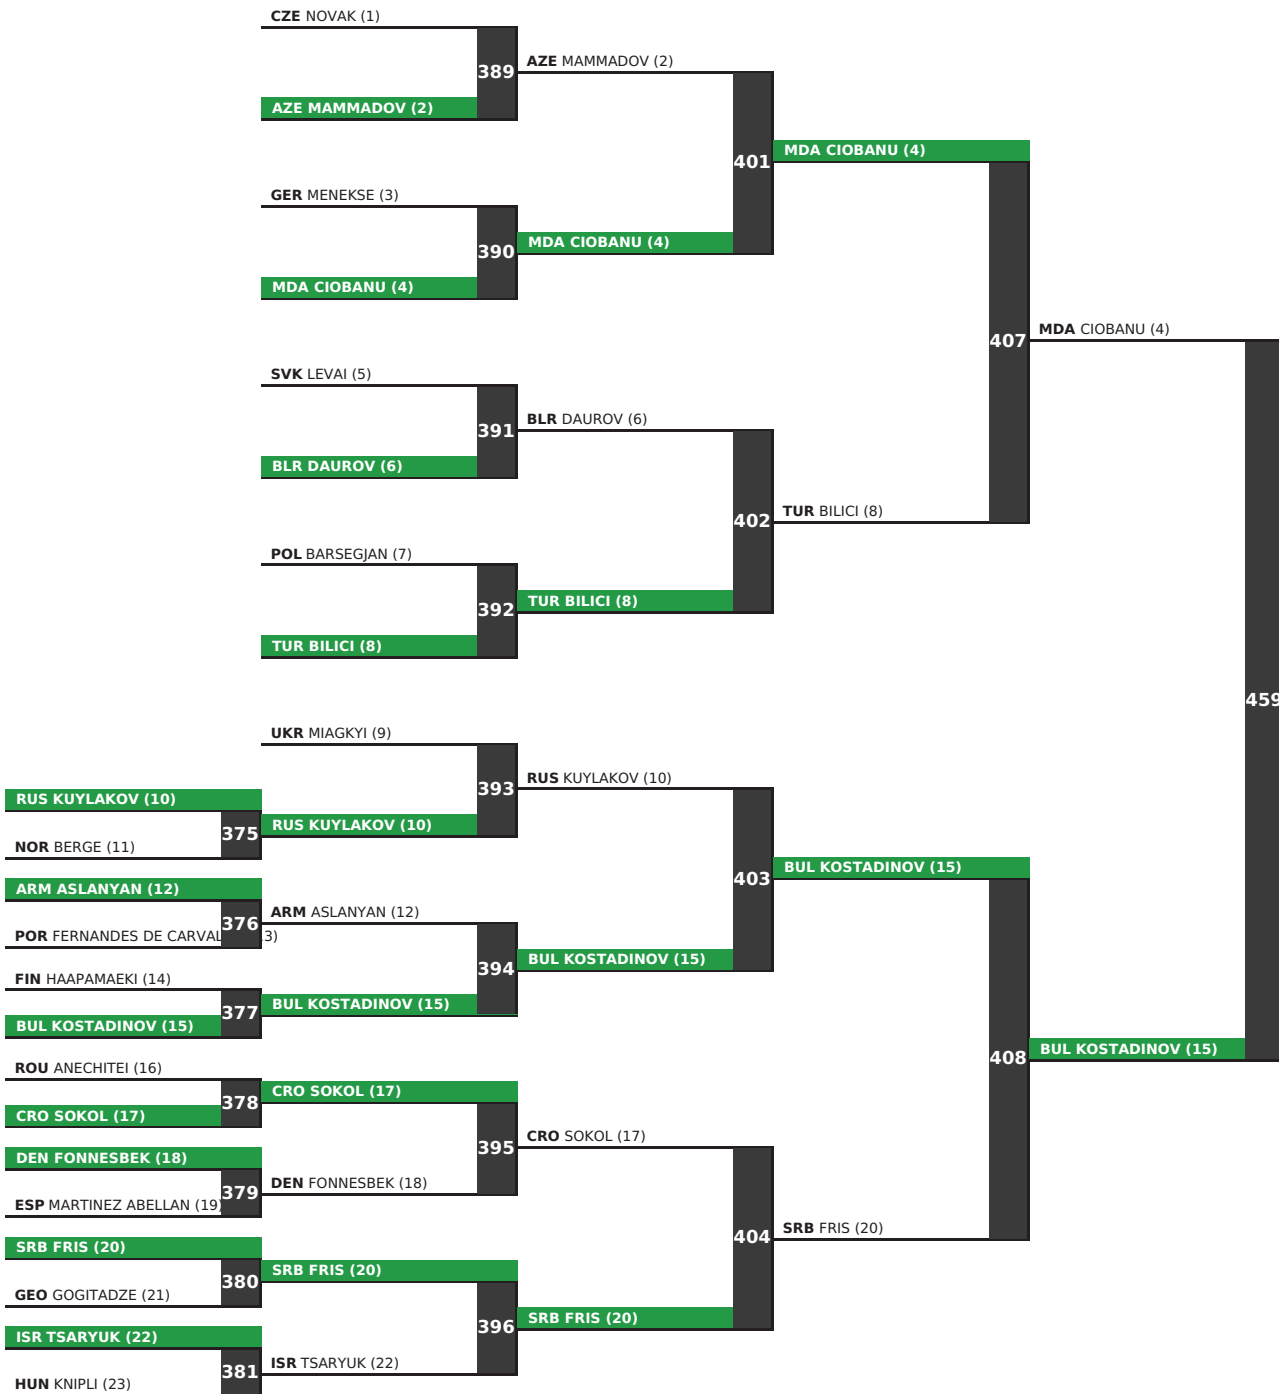 CZE NOVAK (1)
389
AZE MAMMADOV (2)
AZE MAMMADOV (2)
401
MDA CIOBANU (4)
GER MENEKSE (3)
390
MDA CIOBANU (4)
MDA CIOBANU (4)
407
MDA CIOBANU (4)
SVK LEVAI (5)
391
BLR DAUROV (6)
BLR DAUROV (6)
402
TUR BILICI (8)
POL BARSEGJAN (7)
392
TUR BILICI (8)
TUR BILICI (8)
459
UKR MIAGKYI (9)
393
RUS KUYLAKOV (10)
RUS KUYLAKOV (10)
375
RUS KUYLAKOV (10)
NOR BERGE (11)
403
BUL KOSTADINOV (15)
ARM ASLANYAN (12)
376
ARM ASLANYAN (12)
POR FERNANDES DE CARVAL 3)
394
BUL KOSTADINOV (15)
FIN HAAPAMAEKI (14)
377
BUL KOSTADINOV (15)
BUL KOSTADINOV (15)
408
BUL KOSTADINOV (15)
ROU ANECHITEI (16)
378
CRO SOKOL (17)
CRO SOKOL (17)
395
CRO SOKOL (17)
DEN FONNESBEK (18)
379
DEN FONNESBEK (18)
ESP MARTINEZ ABELLAN (19)
404
SRB FRIS (20)
SRB FRIS (20)
380
SRB FRIS (20)
GEO GOGITADZE (21)
396
SRB FRIS (20)
ISR TSARYUK (22)
381
ISR TSARYUK (22)
HUN KNIPLI (23)